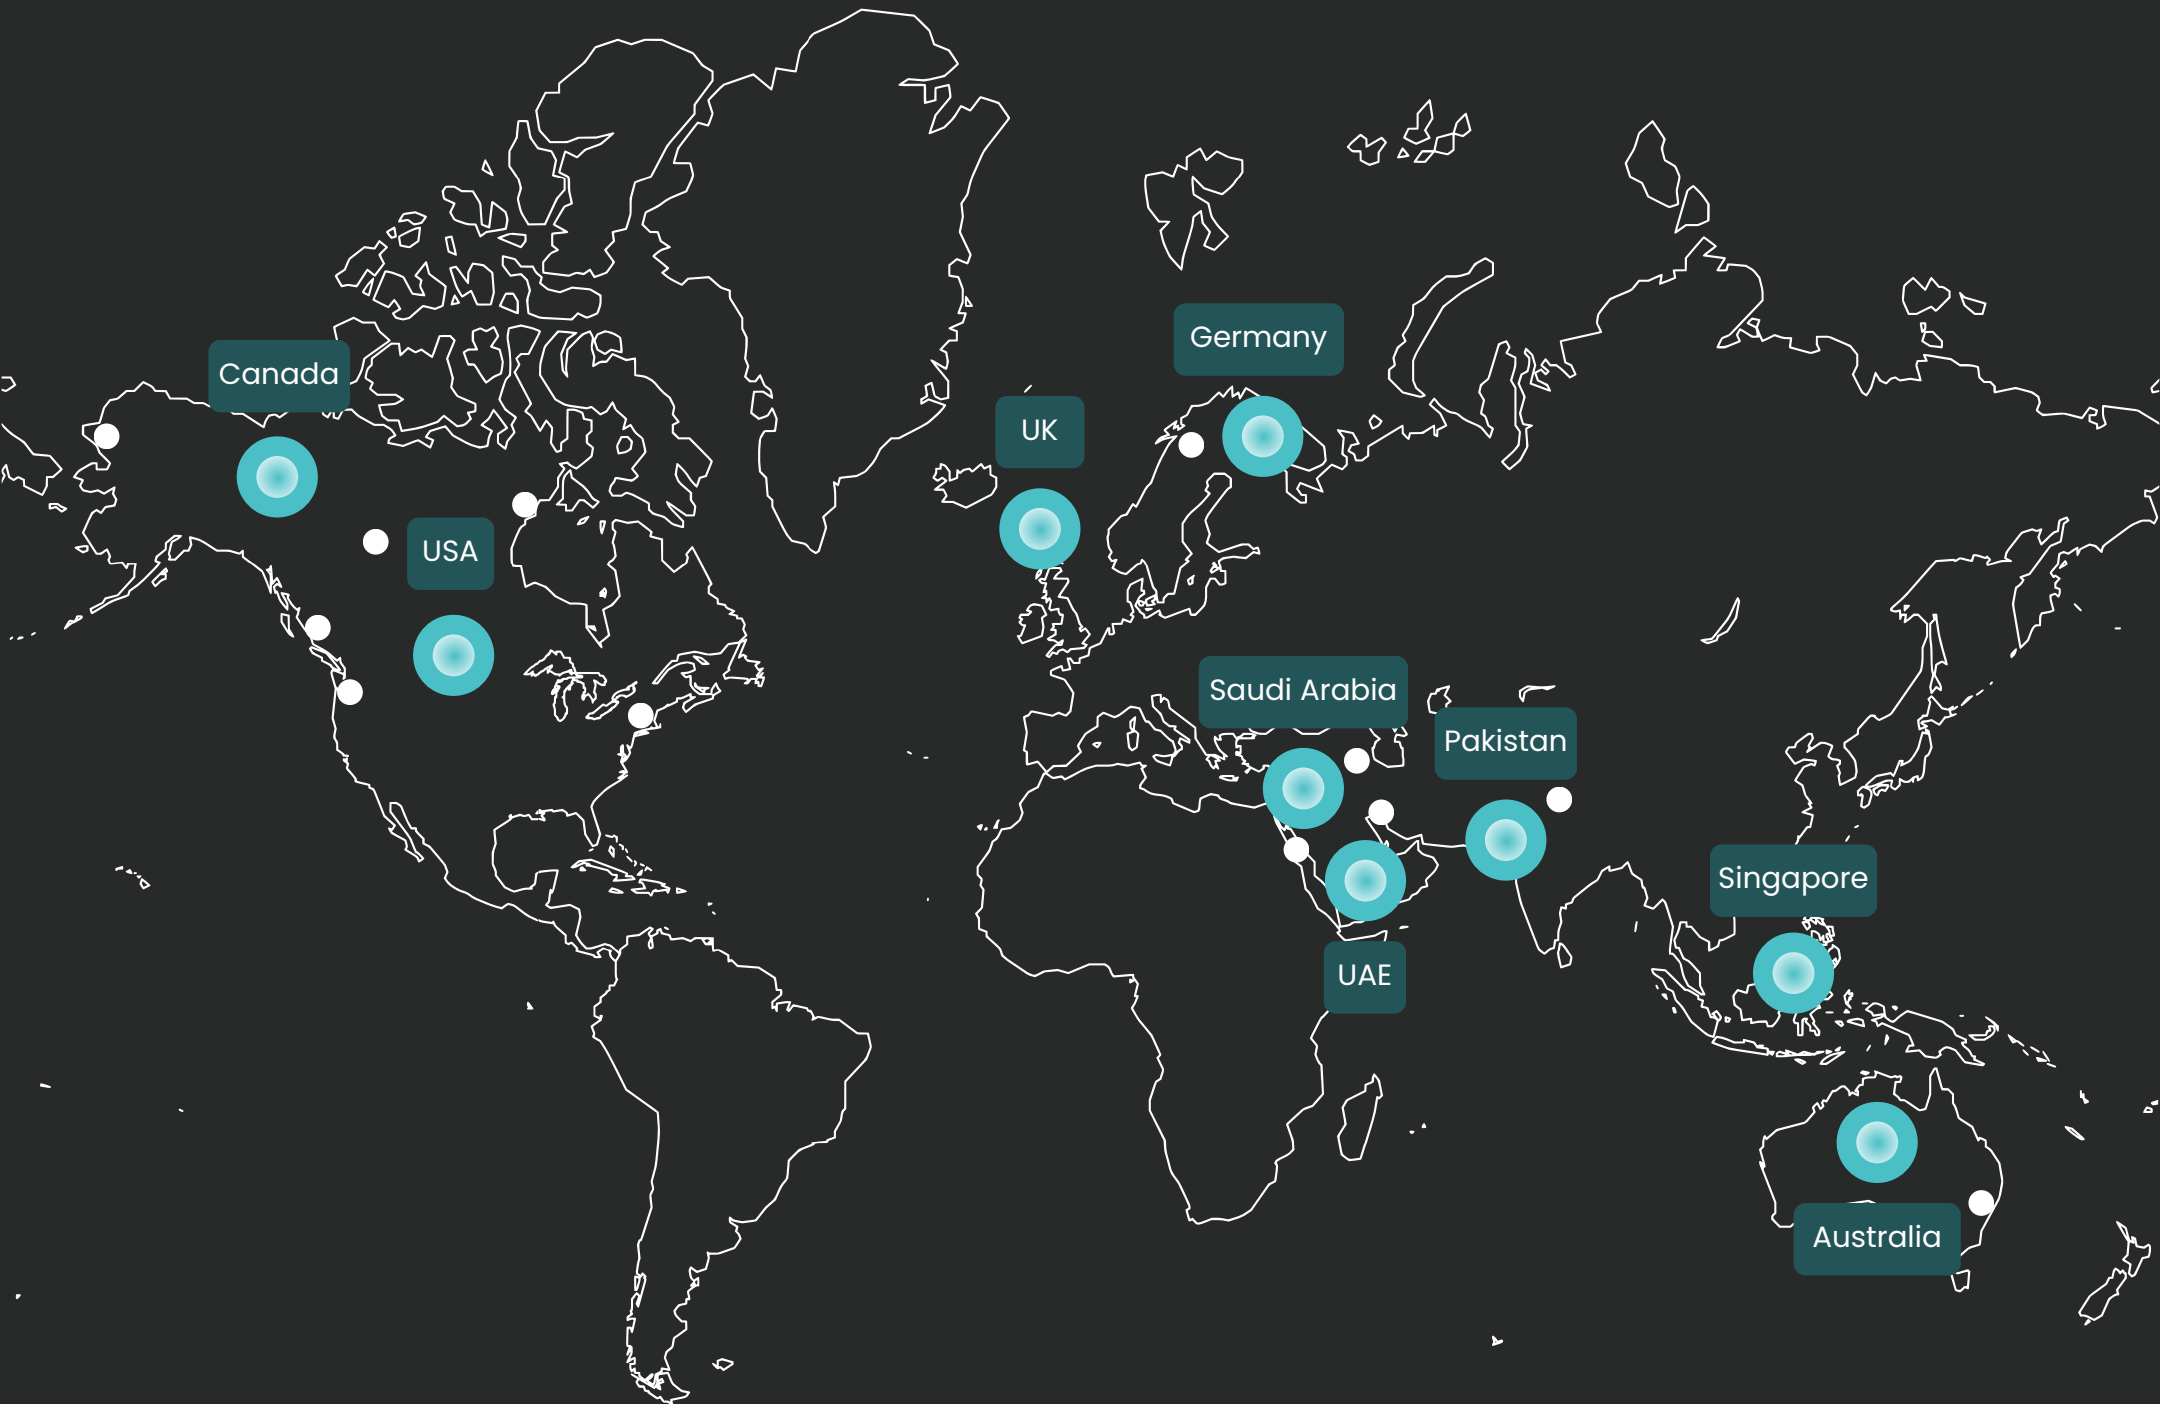 Germany
Canada
UK
USA
Saudi Arabia
Pakistan
Singapore
UAE
Australia